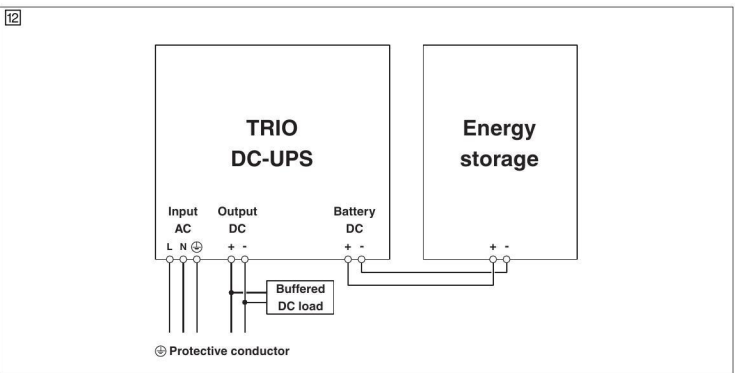 12
TRIO
DC-UPS
Energy
storage
Input
AC
Output
DC
Battery
DC
L N ⏚
+ -
+ -
+ -
Buffered
DC load
⏚ Protective conductor